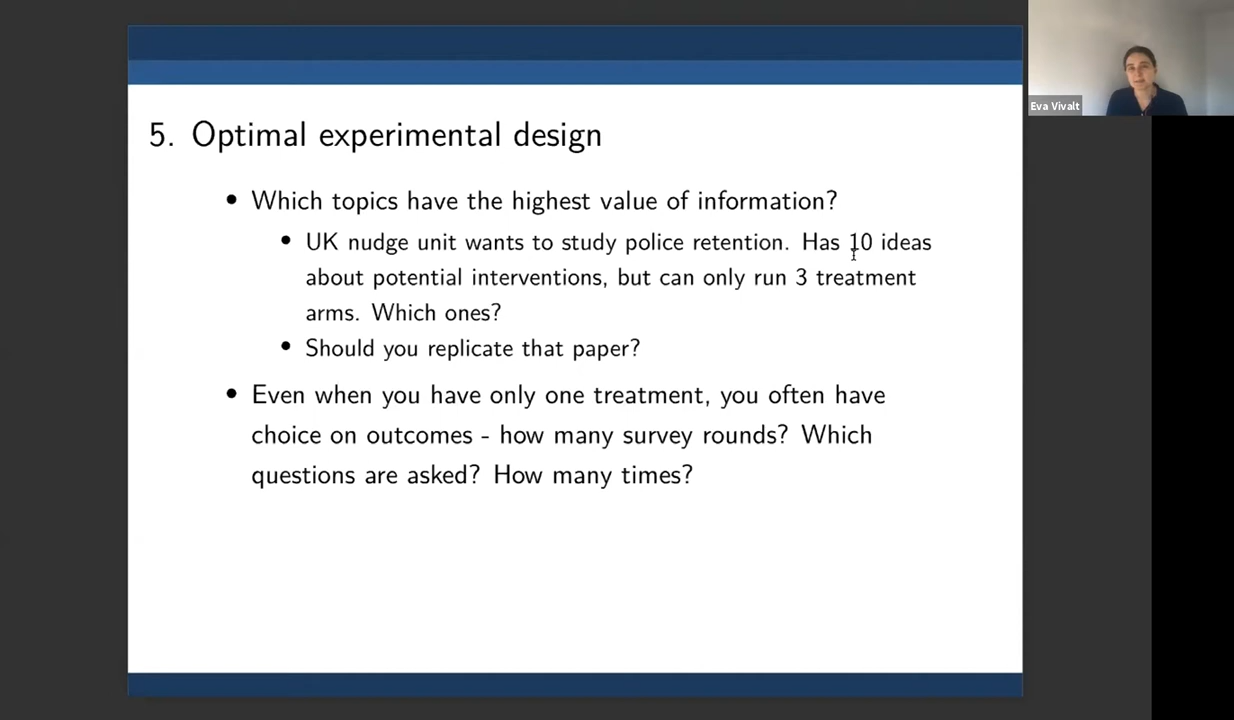 Eva Vivalt
5. Optimal experimental design
• Which topics have the highest value of information?
• UK nudge unit wants to study police retention. Has 10 ideas
about potential interventions, but can only run 3 treatment
arms. Which ones?
• Should you replicate that paper?
• Even when you have only one treatment, you often have
choice on outcomes - how many survey rounds? Which
questions are asked? How many times?